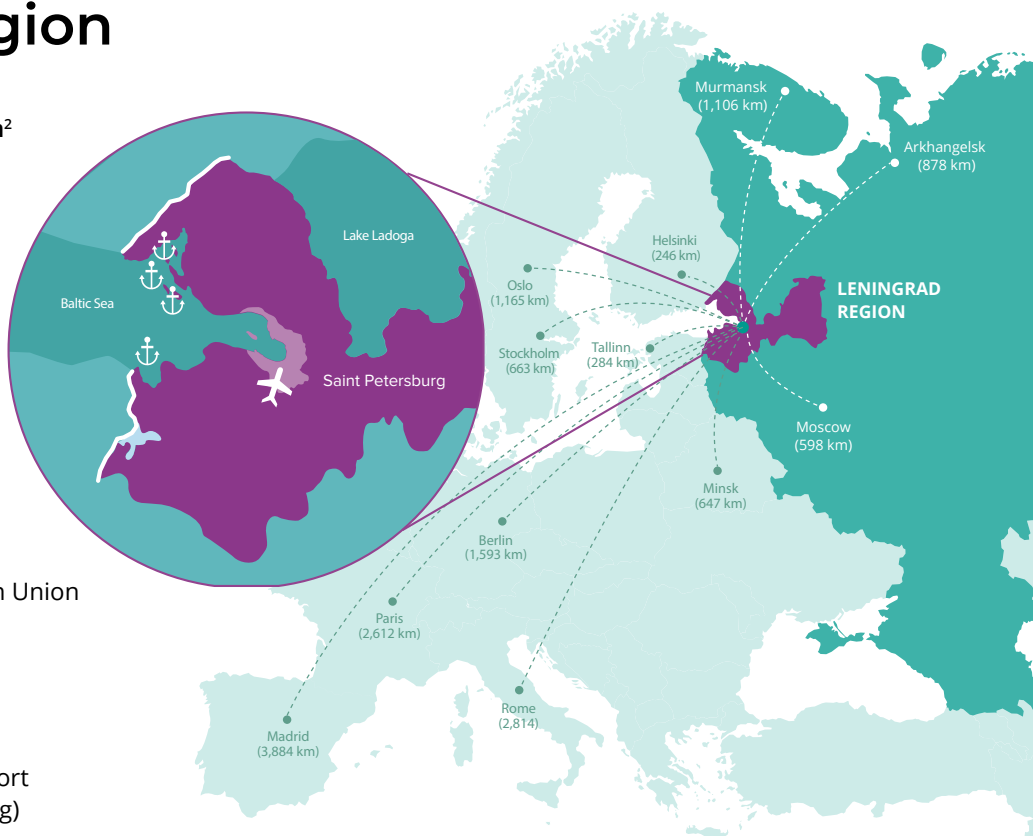 gion
m²
n Union
ort
g)
Baltic Sea
Lake Ladoga
Saint Petersburg
Murmansk
(1,106 km)
Arkhangelsk
(878 km)
Helsinki
(246 km)
Oslo
(1,165 km)
LENINGRAD
REGION
Stockholm
(663 km)
Tallinn
(284 km)
Moscow
(598 km)
Minsk
(647 km)
Berlin
(1,593 km)
Paris
(2,612 km)
Rome
(2,814)
Madrid
(3,884 km)